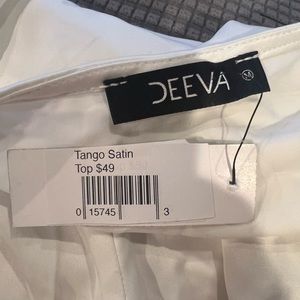 DEEVA
M
Tango Satin
Top $49
0 15745 3